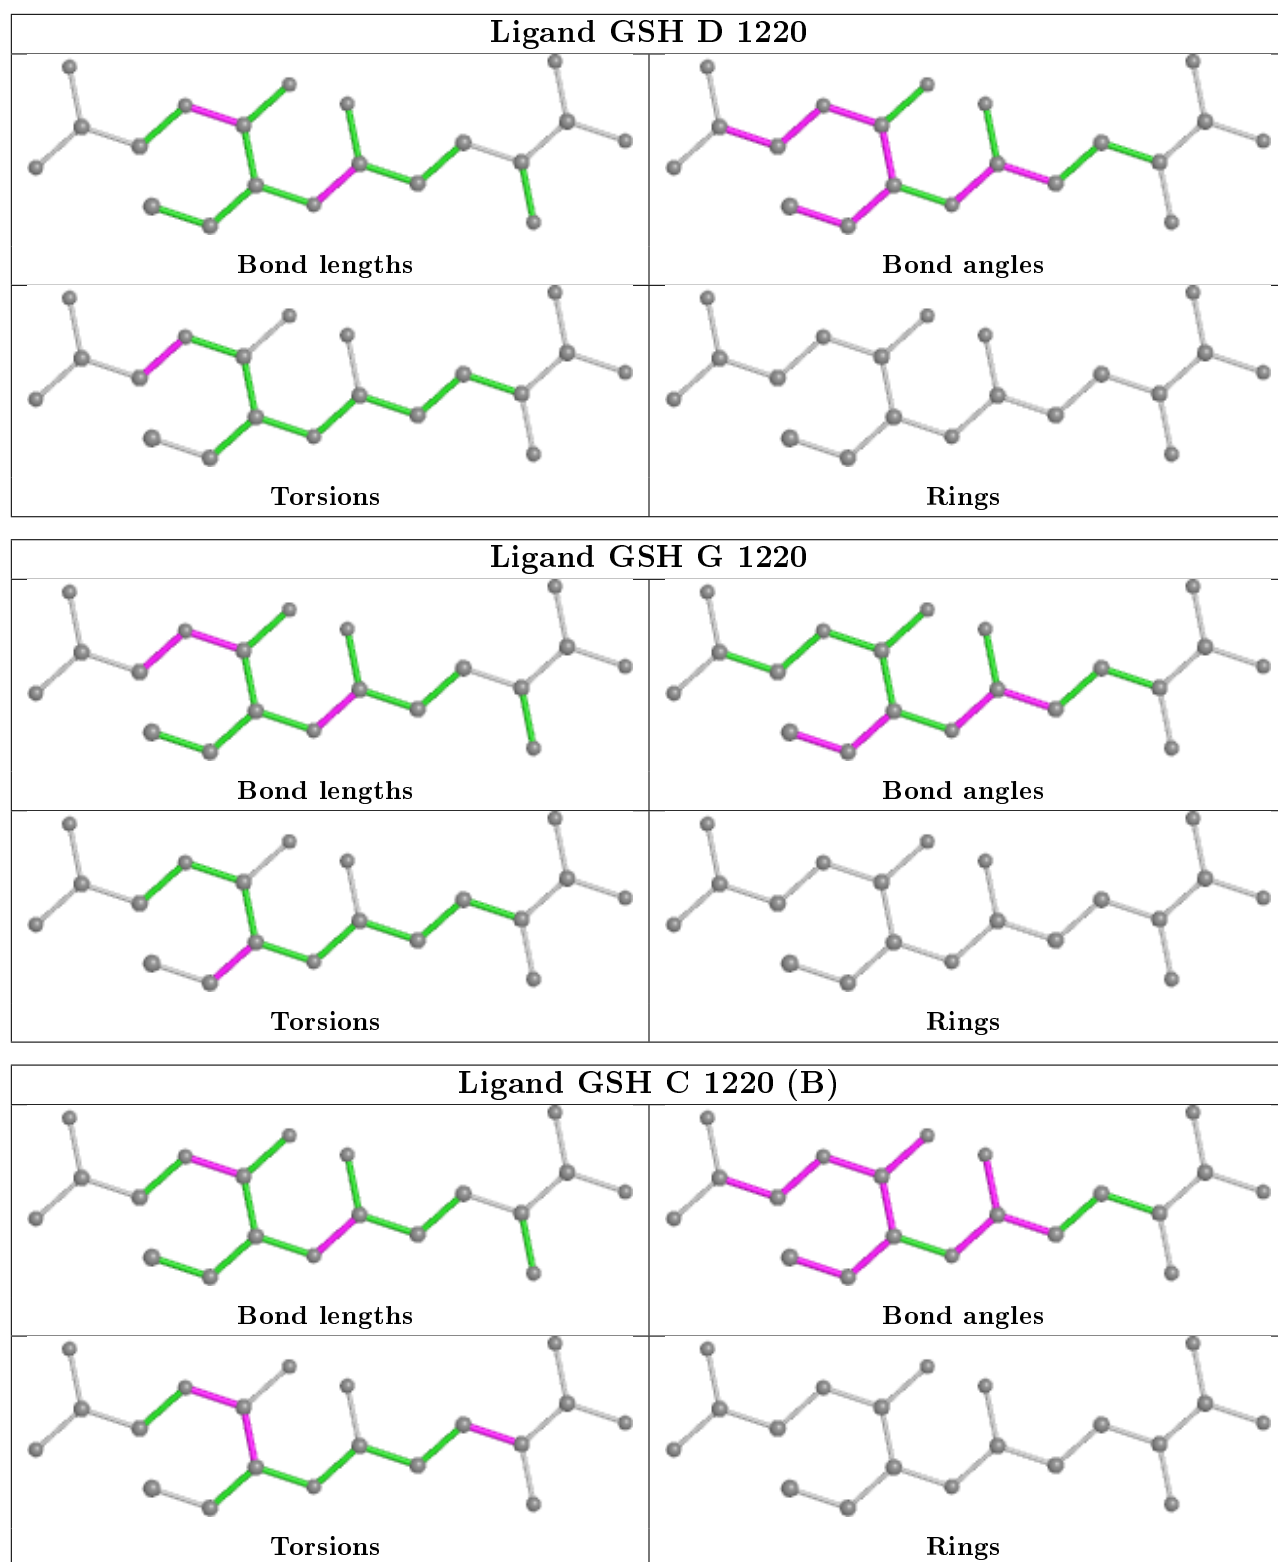 Ligand GSH D 1220
Bond lengths
Bond angles
Torsions
Rings
Ligand GSH G 1220
Bond lengths
Bond angles
Torsions
Rings
Ligand GSH C 1220 (B)
Bond lengths
Bond angles
Torsions
Rings